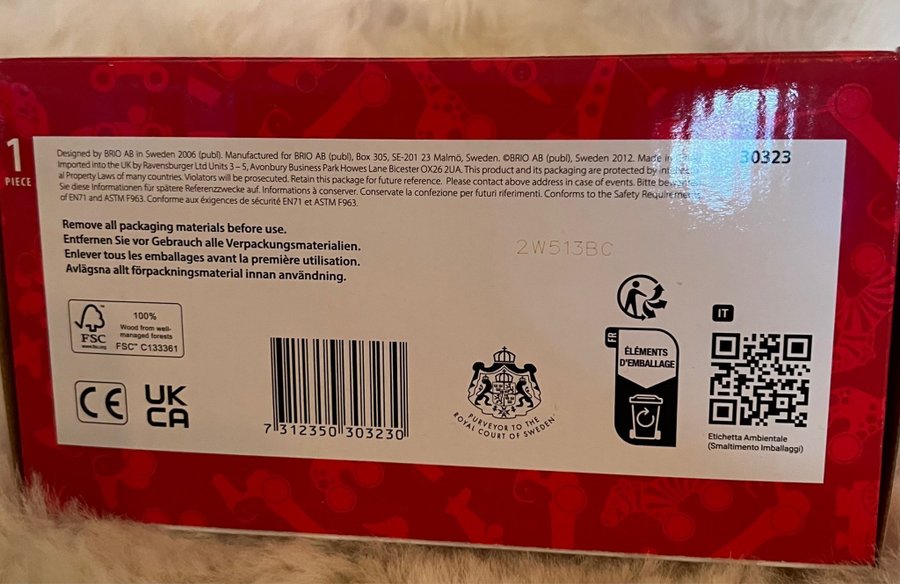 1
PIECE
Designed by BRIO AB in Sweden 2006 (publ). Manufactured for BRIO AB (publ), Box 305, SE-201 23 Malmö, Sweden. ©BRIO AB (publ), Sweden 2012. Made in
30323
Imported into the UK by Ravensburger Ltd Units 3 – 5, Avonbury Business Park Howes Lane Bicester OX26 2UA. This product and its packaging are protected by
al Property Laws of many countries. Violators will be prosecuted. Retain this package for future reference. Please contact above address in case of events. Bitte
Sie diese Informationen für spätere Referenzzwecke auf. Informations à conserver. Conservate la confezione per futuri riferimenti. Conforms to the Safety
of EN71 and ASTM F963. Conforme aux éxigences de sécurité EN71 et ASTM F963.
Remove all packaging materials before use.
Entfernen Sie vor Gebrauch alle Verpackungsmaterialien.
Enlever tous les emballages avant la première utilisation.
Avlägsna allt förpackningsmaterial innan användning.
2W513BC
FSC
www.fsc.org
100%
Wood from well-
managed forests
FSC™ C133361
CE
UK
CA
7 312350 303230
PURVEYOR TO THE
ROYAL COURT OF SWEDEN
FR
ÉLÉMENTS
D'EMBALLAGE
IT
Etichetta Ambientale
(Smaltimento Imballaggi)